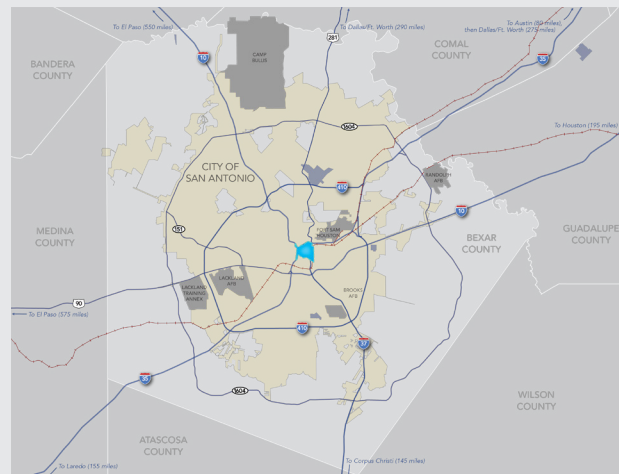 To El Paso (550 miles)
To Dallas/Ft. Worth (290 miles)
To Austin (80 miles),
then Dallas/Ft. Worth (275 miles)
281
COMAL
COUNTY
CAMP
BULLIS
10
35
BANDERA
COUNTY
To Houston (195 miles)
1604
CITY OF
SAN ANTONIO
RANDOLPH
AFB
410
10
151
FORT SAM
HOUSTON
MEDINA
COUNTY
BEXAR
COUNTY
GUADALUPE
COUNTY
LACKLAND
AFB
LACKLAND
TRAINING
ANNEX
BROOKS
AFB
90
To El Paso (575 miles)
410
37
35
1604
WILSON
COUNTY
ATASCOSA
COUNTY
To Corpus Christi (145 miles)
To Laredo (155 miles)